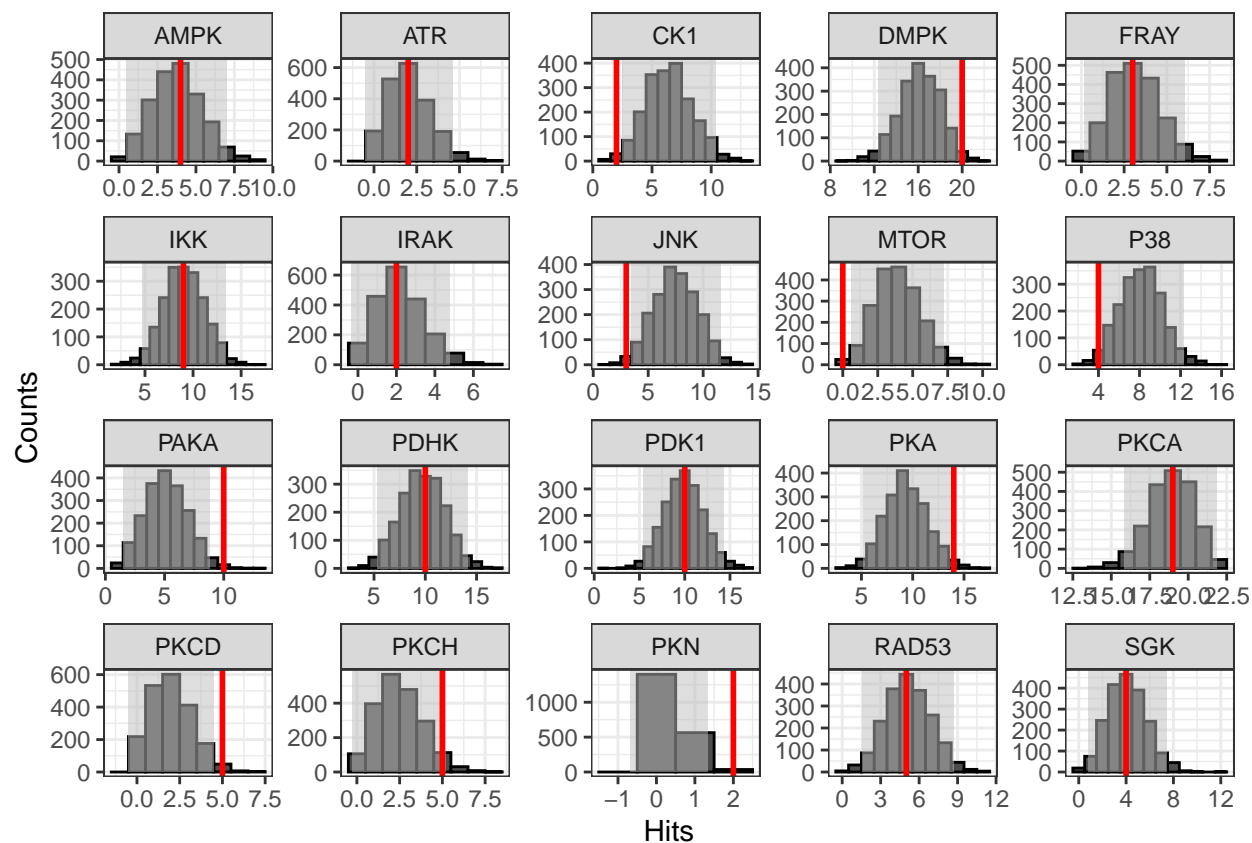 AMPK ATR CK1 DMPK FRAY
500 600 400 500
400 400 300 300 400
300 300
200 200 200 200 200
100 100 100 100
0 0 0 0 0
0.0 2.5 5.0 7.5 10.0 0.0 2.5 5.0 7.5 0 5 10 8 12 16 20 0.0 2.5 5.0 7.5
IKK IRAK JNK MTOR P38
300 600 400 400 300
200 400 300 300 200
200 200
100 200 100 100 100
0 0 0 0 0
5 10 15 0 2 4 6 0 5 10 15 0.0 2.5 5.0 7.5 10.0 4 8 12 16
Counts
PAKA PDHK PDK1 PKA PKCA
400 300 300 400 500
300 200 200 300 400
200 300
200 100 100 200
100 100 100
0 0 0 0 0
0 5 10 5 10 15 0 5 10 15 5 10 15 12.5 15.0 17.5 20.0 22.5
PKCD PKCH PKN RAD53 SGK
600 400 1000 400 400
400 300 300
200 200 500 200 200
100 100
0 0 0 0 0
0.0 2.5 5.0 7.5 0.0 2.5 5.0 7.5 −1 0 1 2 0 3 6 9 12 0 4 8 12
Hits